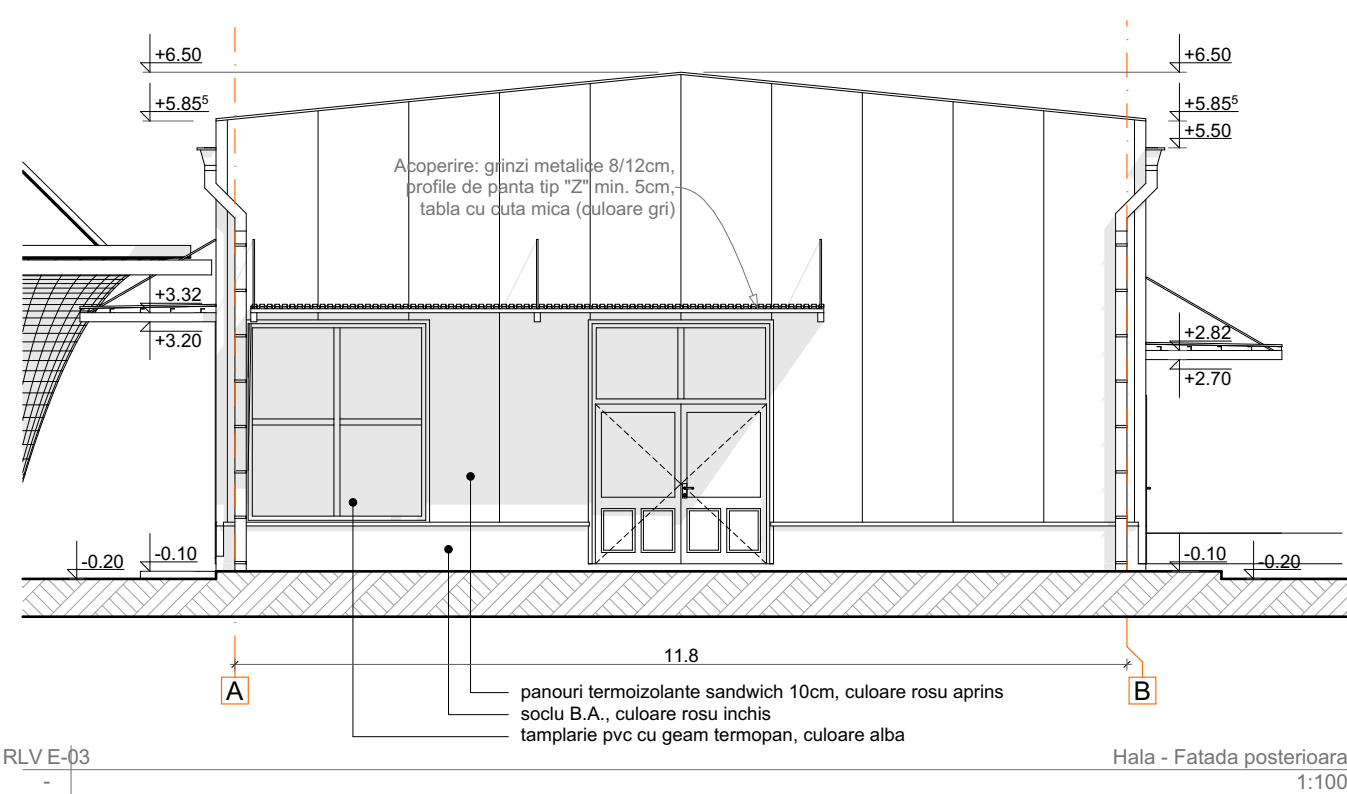 +6.50
+6.50
+5.85⁵
+5.85⁵
+5.50
Acoperire: grinzi metalice 8/12cm,
profile de panta tip "Z" min. 5cm,
tabla cu cuta mica (culoare gri)
+3.32
+3.20
+2.82
+2.70
-0.20
-0.10
-0.10
-0.20
11.8
A
B
panouri termoizolante sandwich 10cm, culoare rosu aprins
soclu B.A., culoare rosu inchis
tamplarie pvc cu geam termopan, culoare alba
RLV E-03
Hala - Fatada posterioara
-
1:100